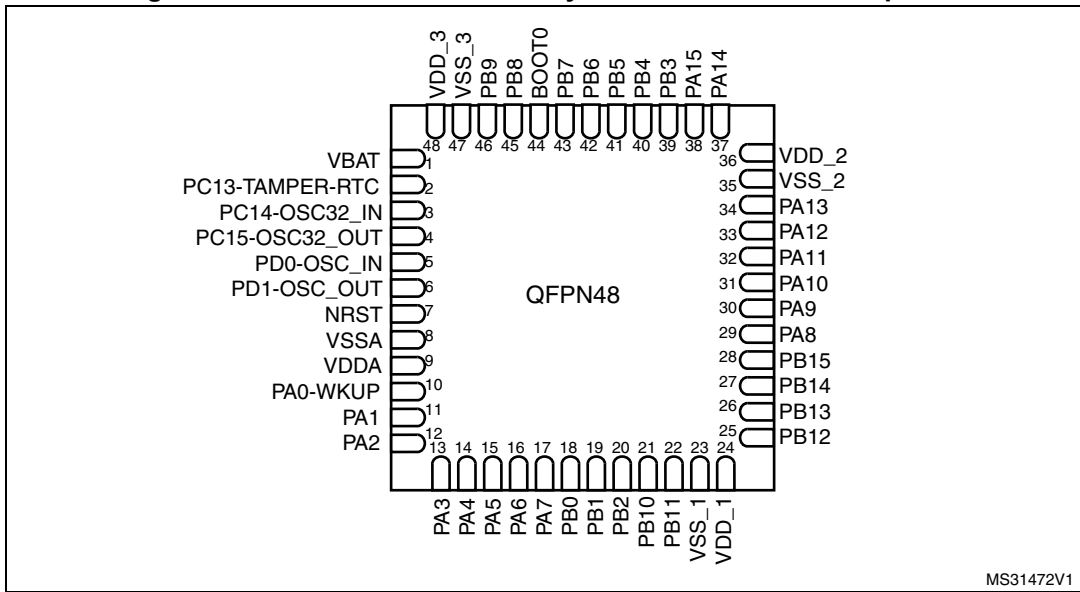 VDD_3
VSS_3
PB9
PB8
BOOT0
PB7
PB6
PB5
PB4
PB3
PA15
PA14
48 47 46 45 44 43 42 41 40 39 38 37
VBAT 1
PC13-TAMPER-RTC 2
PC14-OSC32_IN 3
PC15-OSC32_OUT 4
PD0-OSC_IN 5
PD1-OSC_OUT 6
NRST 7
VSSA 8
VDDA 9
PA0-WKUP 10
PA1 11
PA2 12
QFPN48
36 VDD_2
35 VSS_2
34 PA13
33 PA12
32 PA11
31 PA10
30 PA9
29 PA8
28 PB15
27 PB14
26 PB13
25 PB12
13 14 15 16 17 18 19 20 21 22 23 24
PA3
PA4
PA5
PA6
PA7
PB0
PB1
PB2
PB10
PB11
VSS_1
VDD_1
MS31472V1